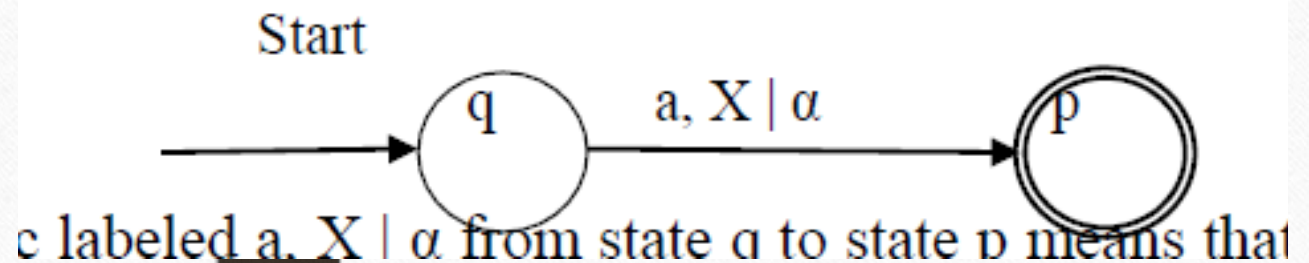 Start
q a, X | α p
c labeled a, X | α from state q to state p means that